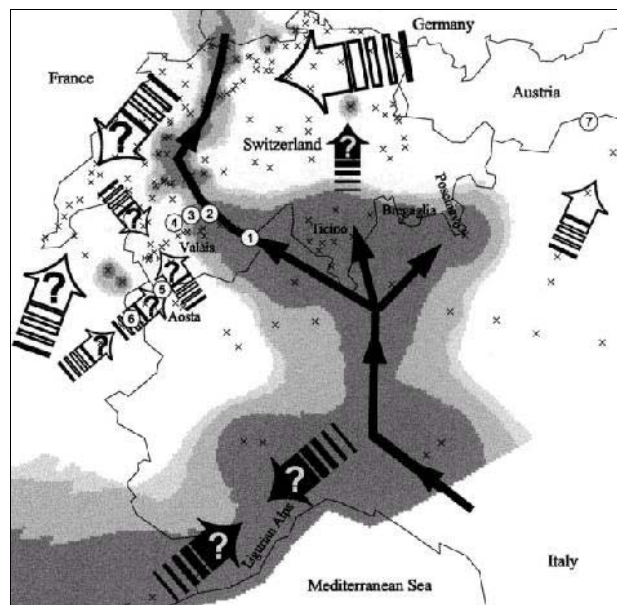 Germany
France
Austria
?
7
Switzerland
?
Poschiavo
Bregaglia
?
4
3
2
Ticino
1
Valais
?
?
5
?
6
Aosta
?
?
Ligurian Alps
?
Italy
Mediterranean Sea